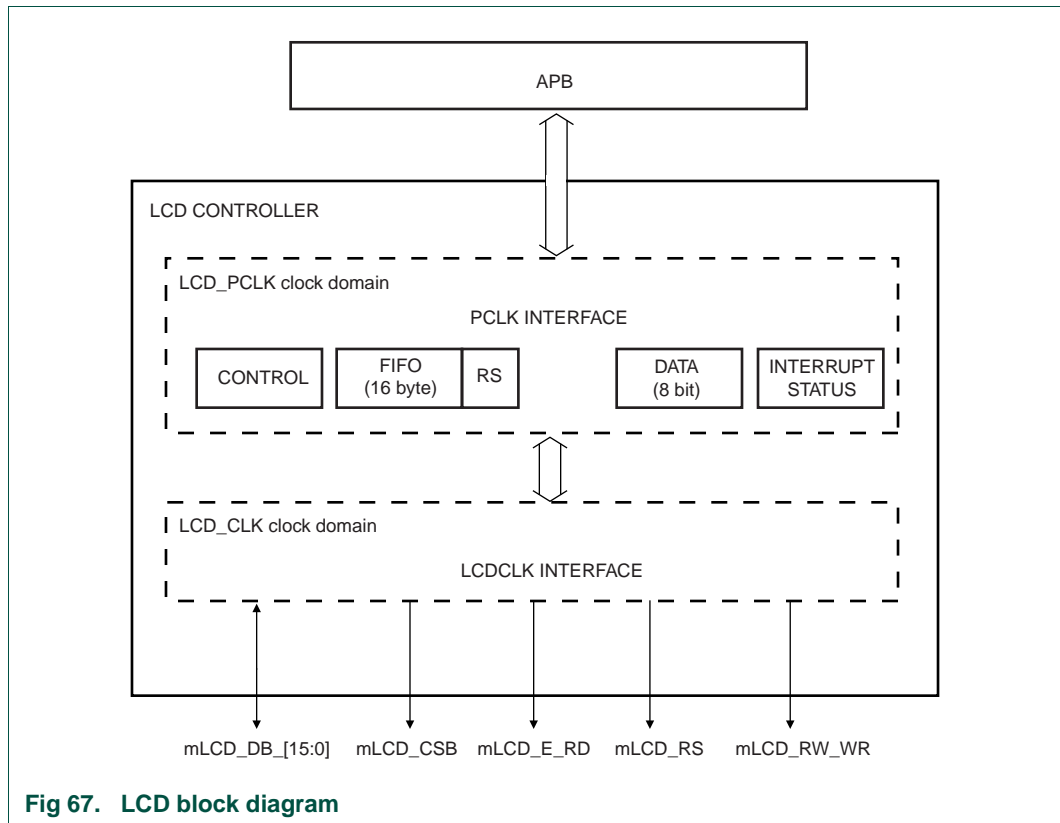 APB
LCD CONTROLLER
LCD_PCLK clock domain
PCLK INTERFACE
CONTROL
FIFO
(16 byte)
RS
DATA
(8 bit)
INTERRUPT
STATUS
LCD_CLK clock domain
LCDCLK INTERFACE
mLCD_DB_[15:0]
mLCD_CSB
mLCD_E_RD
mLCD_RS
mLCD_RW_WR
Fig 67. LCD block diagram